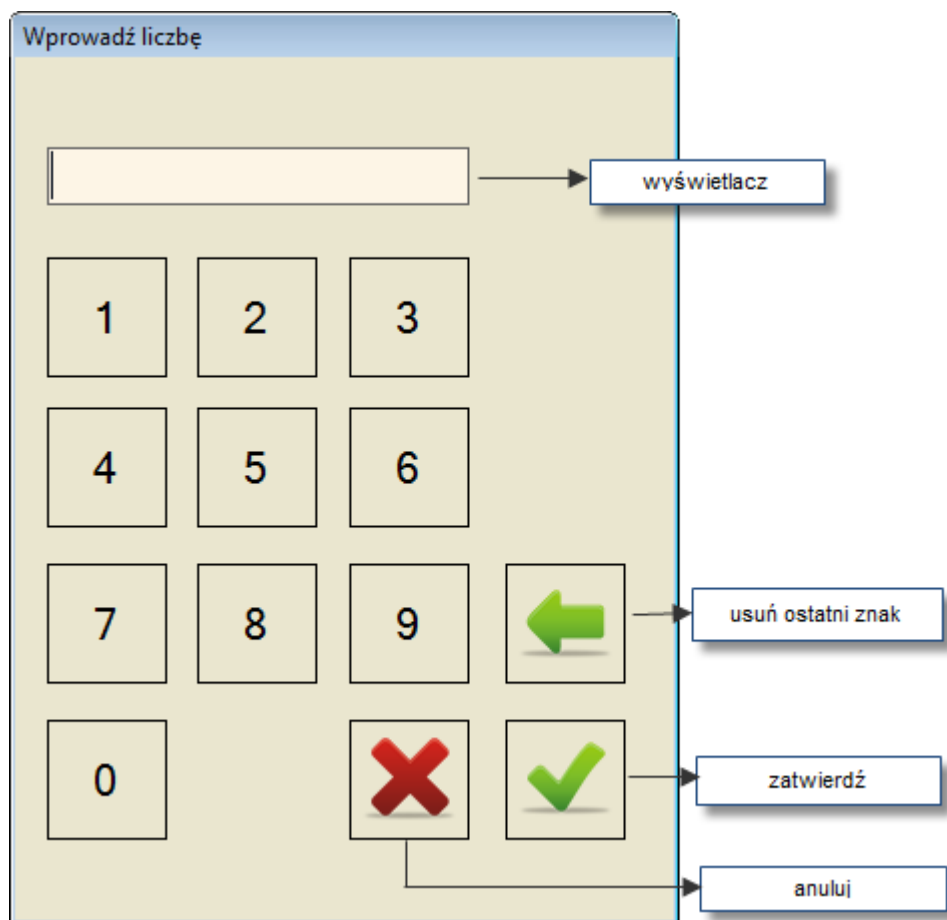 Wprowadź liczbę
wyświetlacz
1 2 3
4 5 6
7 8 9
usuń ostatni znak
0
zatwierdź
anuluj